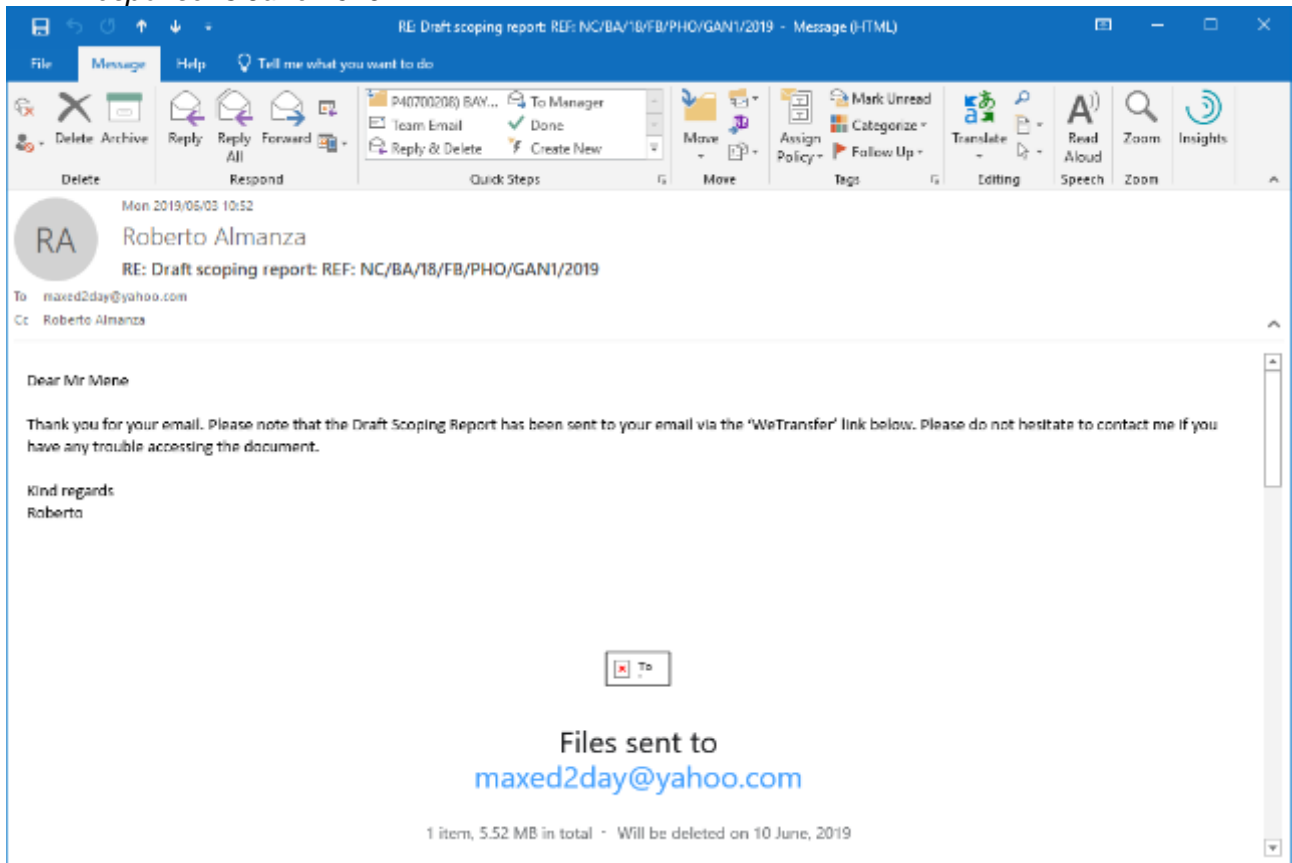 RE: Draft scoping report: REF: NC/BA/18/FB/PHO/GAN1/2019 - Message (HTML)
File Message Help Tell me what you want to do
P40700208) BAY... To Manager
Mark Unread
Team Email Done
Categorize
Delete Archive Reply Reply All Forward
Reply & Delete Create New
Move Assign Policy
Follow Up
Translate Read Aloud Zoom Insights
Delete Respond Quick Steps Move Tags Editing Speech Zoom
Mon 2019/06/03 10:52
RA
Roberto Almanza
RE: Draft scoping report: REF: NC/BA/18/FB/PHO/GAN1/2019
To maxed2day@yahoo.com
Cc Roberto Almanza
Dear Mr Mene
Thank you for your email. Please note that the Draft Scoping Report has been sent to your email via the 'WeTransfer' link below. Please do not hesitate to contact me if you
have any trouble accessing the document.
Kind regards
Roberto
To
Files sent to
maxed2day@yahoo.com
1 item, 5.52 MB in total - Will be deleted on 10 June, 2019